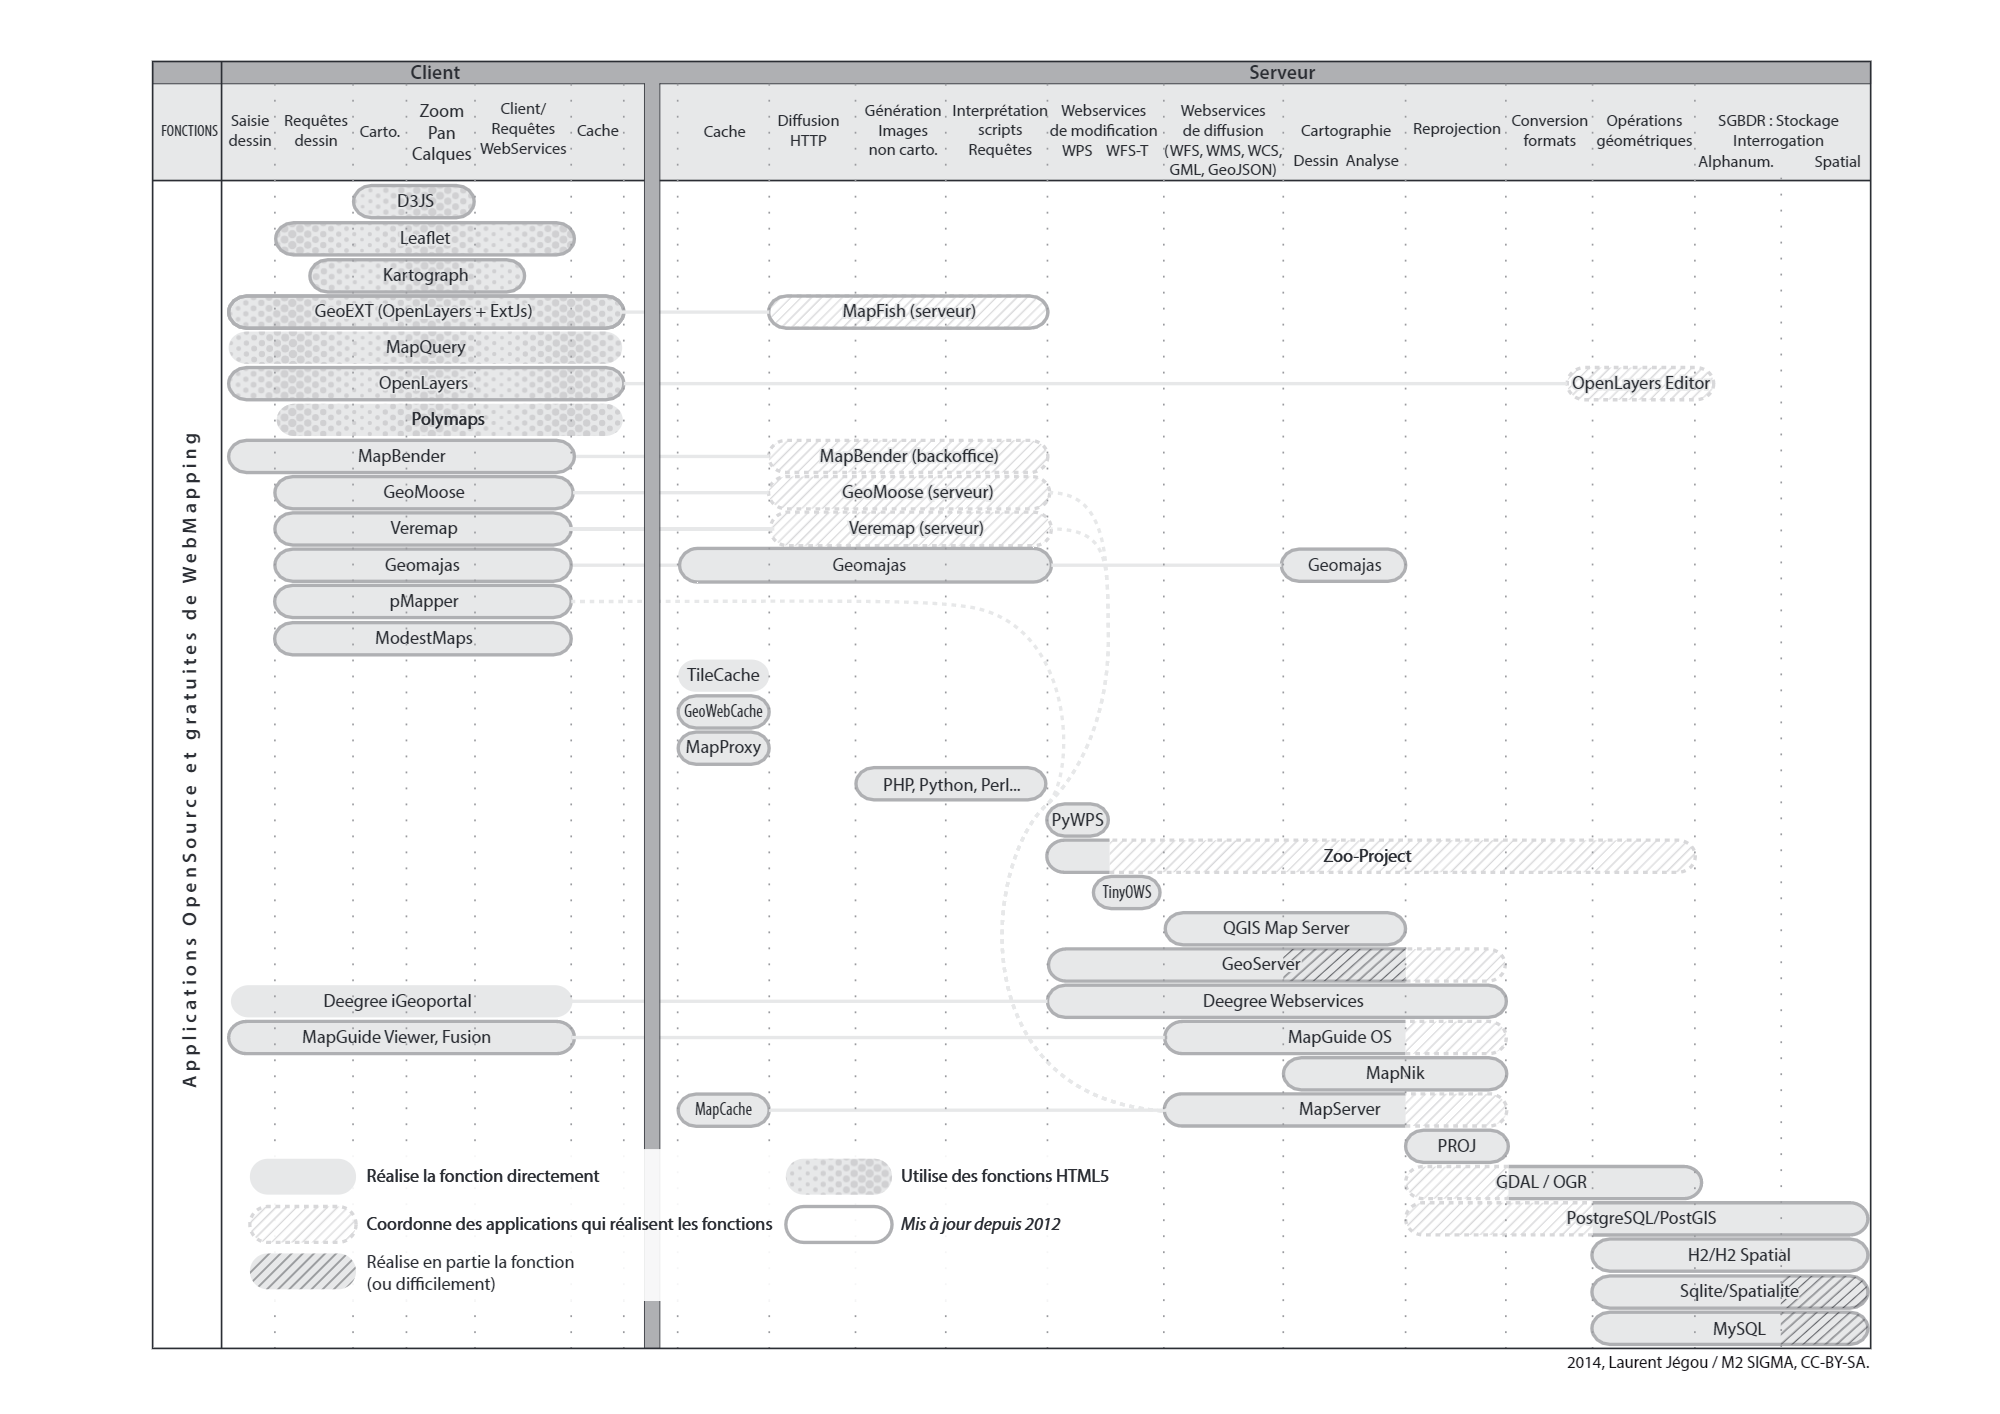 Client
Serveur
FONCTIONS
Saisie
dessin
Requêtes
dessin
Carto.
Zoom
Pan
Calques
Client/
Requêtes
WebServices
Cache
Cache
Diffusion
HTTP
Génération
Images
non carto.
Interprétation
scripts
Requêtes
Webservices
de modification
WPS WFS-T
Webservices
de diffusion
(WFS, WMS, WCS,
GML, GeoJSON)
Cartographie
Dessin Analyse
Reprojection
Conversion
formats
Opérations
géométriques
SGBDR : Stockage
Interrogation
Alphanum. Spatial
Applications OpenSource et gratuites de WebMapping
D3JS
Leaflet
Kartograph
GeoEXT (OpenLayers + ExtJs)
MapFish (serveur)
MapQuery
OpenLayers
OpenLayers Editor
Polymaps
MapBender
MapBender (backoffice)
GeoMoose
GeoMoose (serveur)
Veremap
Veremap (serveur)
Geomajas
Geomajas
Geomajas
pMapper
ModestMaps
TileCache
GeoWebCache
MapProxy
PHP, Python, Perl...
PyWPS
Zoo-Project
TinyOWS
QGIS Map Server
GeoServer
Deegree iGeoportal
Deegree Webservices
MapGuide Viewer, Fusion
MapGuide OS
MapNik
MapCache
MapServer
PROJ
GDAL / OGR
PostgreSQL/PostGIS
H2/H2 Spatial
Sqlite/Spatialite
MySQL
Réalise la fonction directement
Utilise des fonctions HTML5
Coordonne des applications qui réalisent les fonctions
Mis à jour depuis 2012
Réalise en partie la fonction
(ou difficilement)
2014, Laurent Jégou / M2 SIGMA, CC-BY-SA.